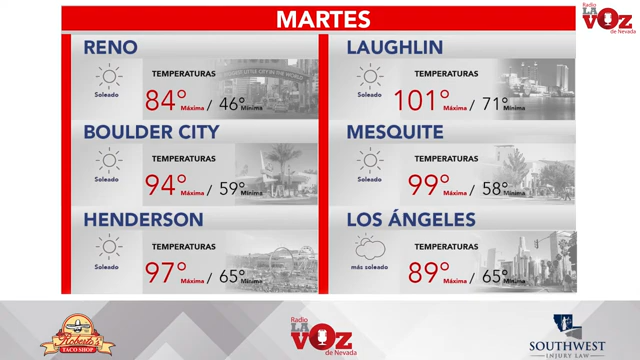 MARTES
Radio
LA VOZ
de Nevada
RENO
Soleado
TEMPERATURAS
84° Máxima / 46° Mínima
LAUGHLIN
Soleado
TEMPERATURAS
101° Máxima / 71° Mínima
BOULDER CITY
Soleado
TEMPERATURAS
94° Máxima / 59° Mínima
MESQUITE
Soleado
TEMPERATURAS
99° Máxima / 58° Mínima
HENDERSON
Soleado
TEMPERATURAS
97° Máxima / 65° Mínima
LOS ÁNGELES
más soleado
TEMPERATURAS
89° Máxima / 65° Mínima
Roberto's
TACO SHOP
Radio
LA VOZ
de Nevada
SOUTHWEST
INJURY LAW